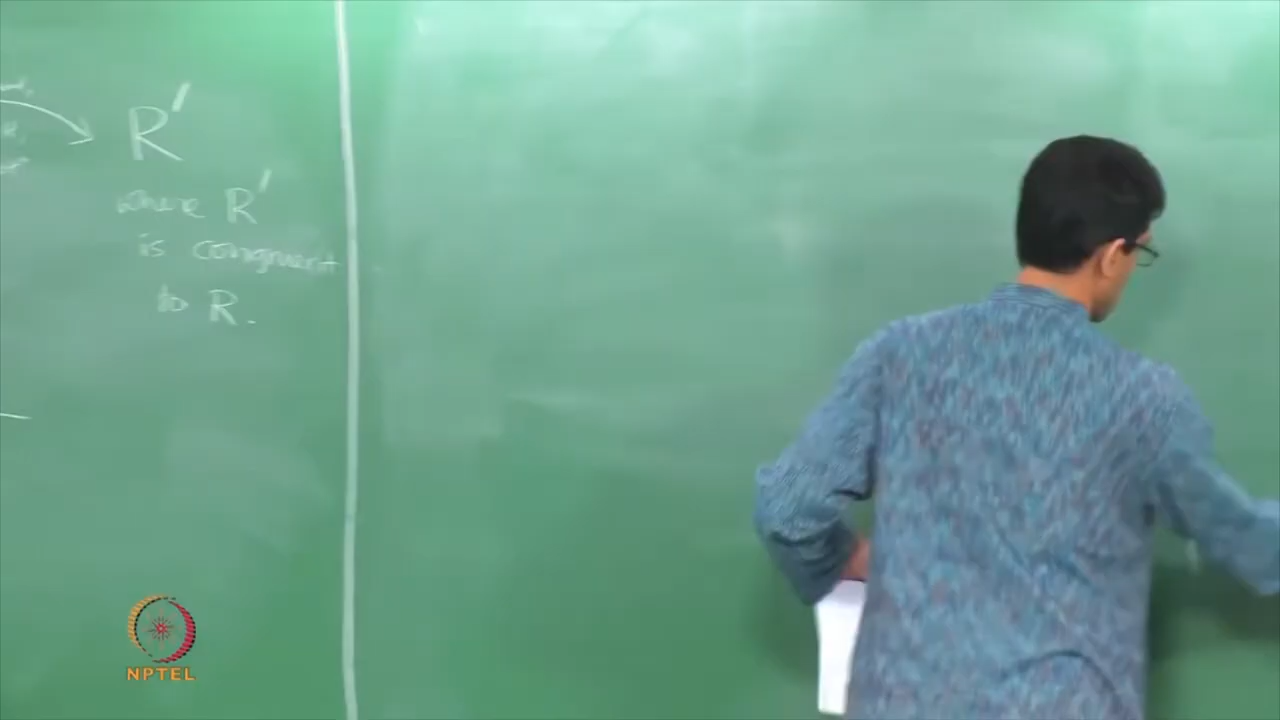 R'
where R'
is congruent
to R.
NPTEL